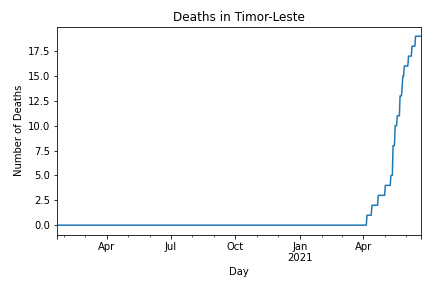 Deaths in Timor-Leste
Number of Deaths
17.5
15.0
12.5
10.0
7.5
5.0
2.5
0.0
Apr
Jul
Oct
Jan
2021
Apr
Day